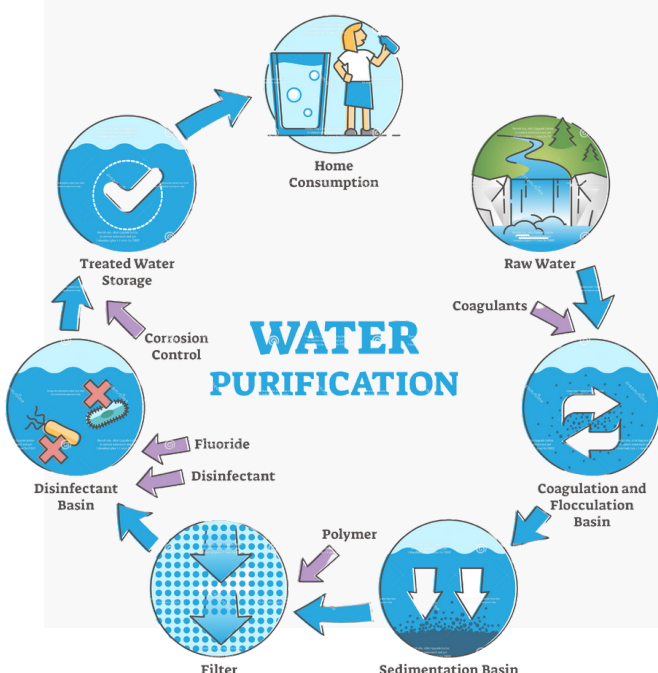 WATER
PURIFICATION
Raw Water
Coagulants
Coagulation and
Flocculation
Basin
Sedimentation Basin
Polymer
Filter
Fluoride
Disinfectant
Disinfectant
Basin
Corrosion
Control
Treated Water
Storage
Home
Consumption